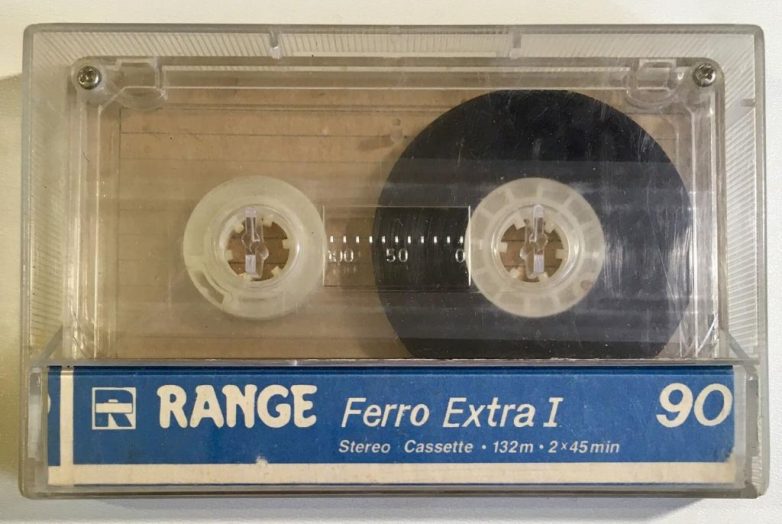 100 50 0
RANGE Ferro Extra I 90
Stereo Cassette • 132m • 2×45min